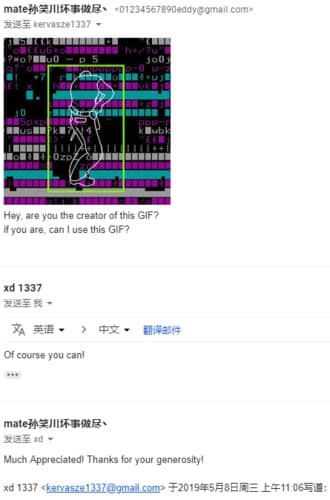 mate孙笑川坏事做尽丶 <01234567890eddy@gmail.com>
发送至 kervasze1337
Hey, are you the creator of this GIF?
if you are, can I use this GIF?
xd 1337
发送至 我
英语 > 中文 翻译邮件
Of course you can!
mate孙笑川坏事做尽丶
发送至 xd
Much Appreciated! Thanks for your generosity!
xd 1337 <kervasze1337@gmail.com> 于2019年5月8日周三 上午11:06写道: